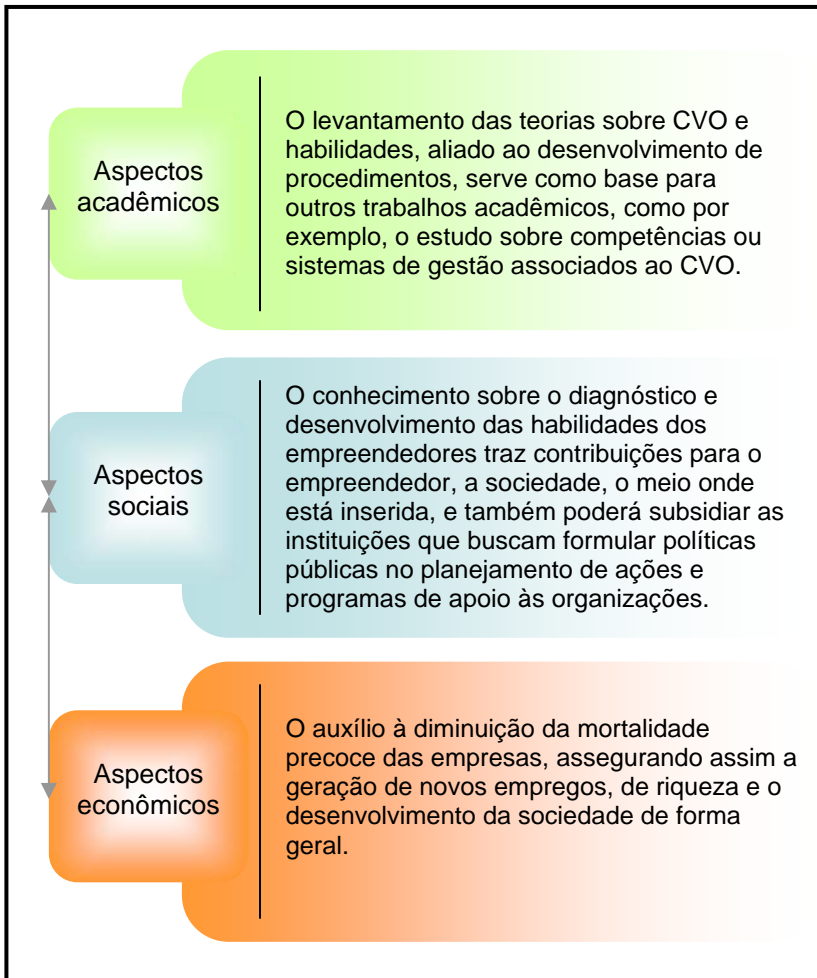 Aspectos
acadêmicos
O levantamento das teorias sobre CVO e
habilidades, aliado ao desenvolvimento de
procedimentos, serve como base para
outros trabalhos acadêmicos, como por
exemplo, o estudo sobre competências ou
sistemas de gestão associados ao CVO.
Aspectos
sociais
O conhecimento sobre o diagnóstico e
desenvolvimento das habilidades dos
empreendedores traz contribuições para o
empreendedor, a sociedade, o meio onde
está inserida, e também poderá subsidiar as
instituições que buscam formular políticas
públicas no planejamento de ações e
programas de apoio às organizações.
Aspectos
econômicos
O auxílio à diminuição da mortalidade
precoce das empresas, assegurando assim a
geração de novos empregos, de riqueza e o
desenvolvimento da sociedade de forma
geral.